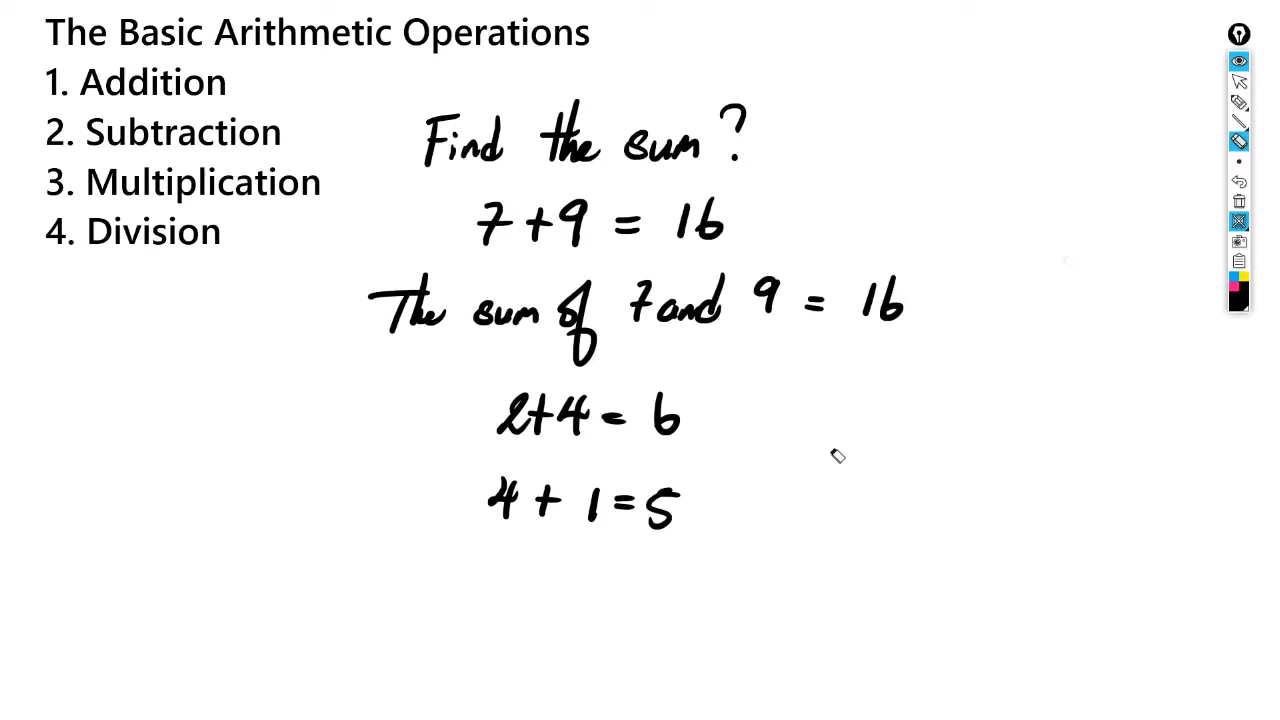 The Basic Arithmetic Operations
1. Addition
2. Subtraction
3. Multiplication
4. Division
Find the sum?
7+9 = 16
The sum of 7 and 9 = 16
2+4 = 6
4 + 1 = 5